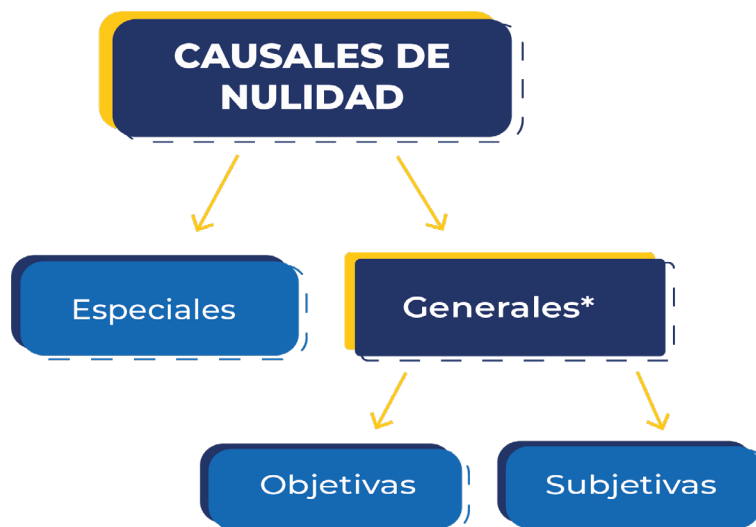 CAUSALES DE
NULIDAD
Especiales
Generales*
Objetivas
Subjetivas